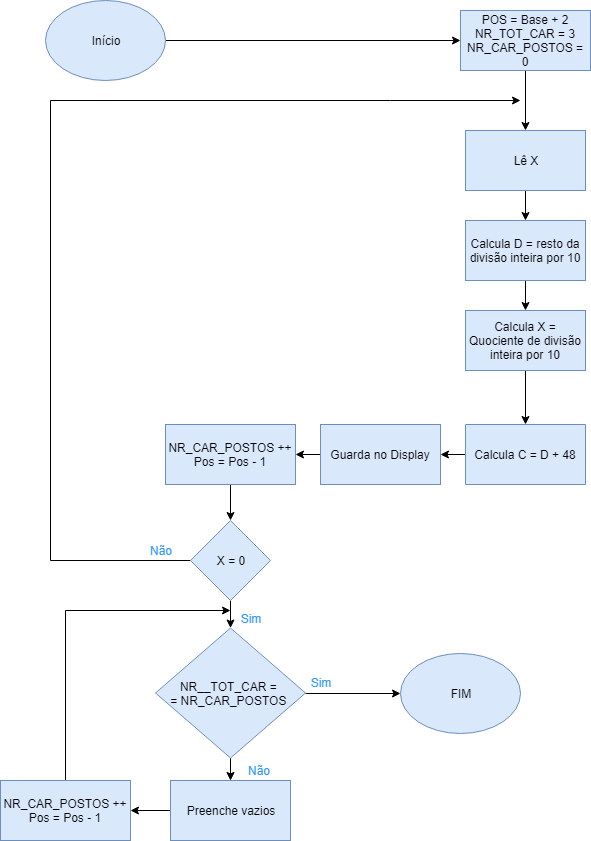 Início
POS = Base + 2
NR_TOT_CAR = 3
NR_CAR_POSTOS =
0
Lê X
Calcula D = resto da
divisão inteira por 10
Calcula X =
Quociente de divisão
inteira por 10
Calcula C = D + 48
Guarda no Display
NR_CAR_POSTOS ++
Pos = Pos - 1
X = 0
Não
Sim
NR__TOT_CAR =
= NR_CAR_POSTOS
Sim
FIM
Não
Preenche vazios
NR_CAR_POSTOS ++
Pos = Pos - 1